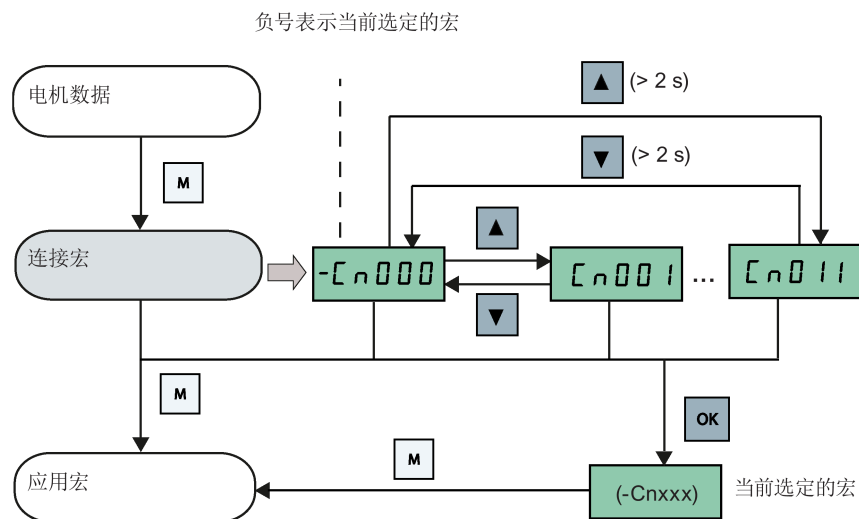 负号表示当前选定的宏
▲ (> 2 s)
电机数据
▼ (> 2 s)
M
▲
连接宏
-Cn000
Cn001
...
Cn011
▼
M
OK
M
应用宏
(-Cnxxx)
当前选定的宏